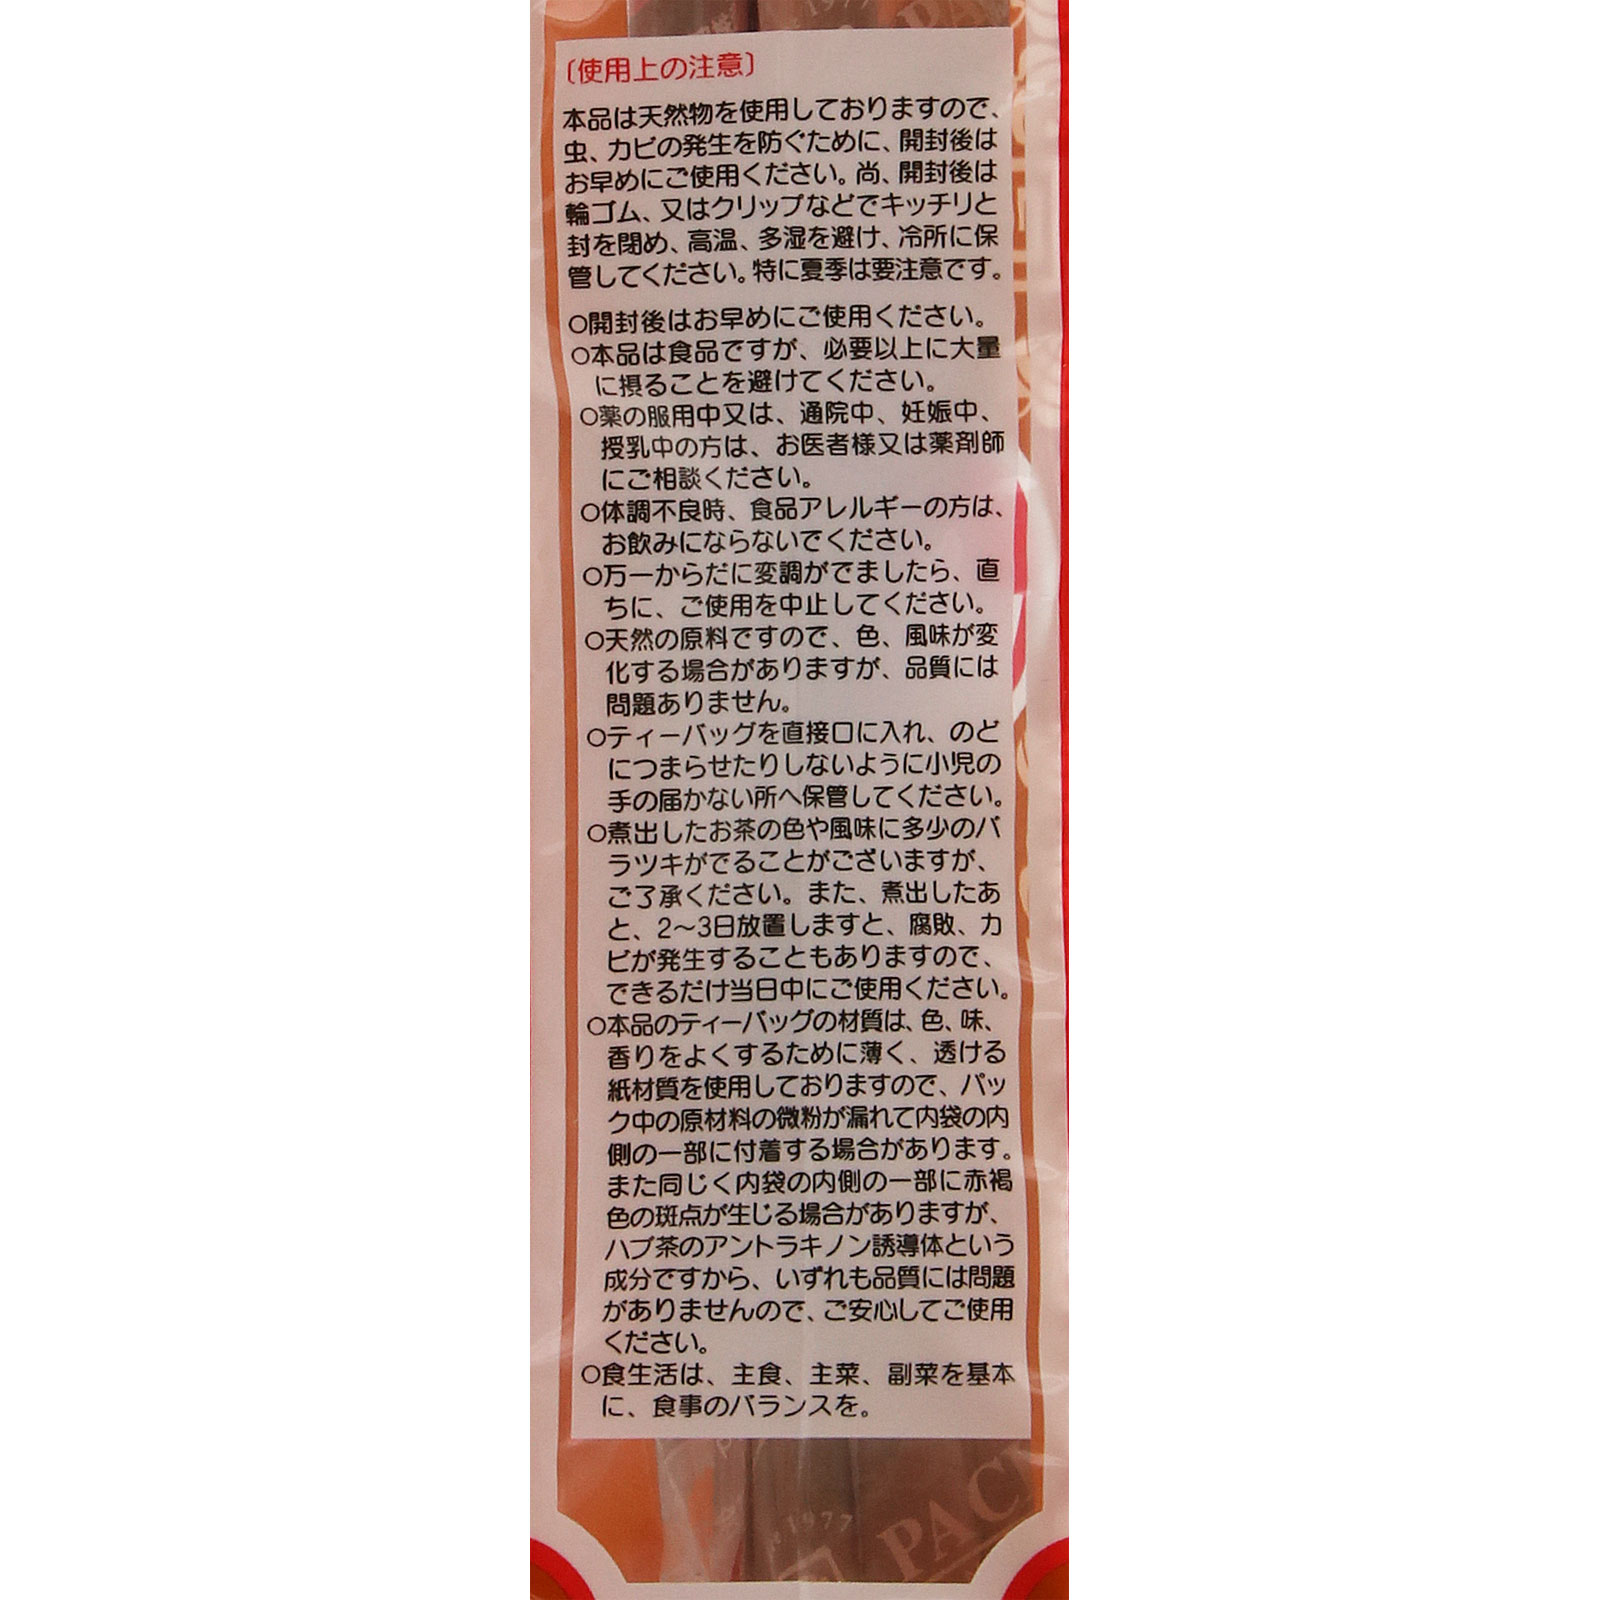 1977
PAC
〔使用上の注意〕
本品は天然物を使用しておりますので、
虫、カビの発生を防ぐために、開封後は
お早めにご使用ください。尚、開封後は
輪ゴム、又はクリップなどでキッチリと
封を閉め、高温、多湿を避け、冷所に保
管してください。特に夏季は要注意です。
○開封後はお早めにご使用ください。
○本品は食品ですが、必要以上に大量
に摂ることを避けてください。
○薬の服用中又は、通院中、妊娠中、
授乳中の方は、お医者様又は薬剤師
にご相談ください。
○体調不良時、食品アレルギーの方は、
お飲みにならないでください。
○万一からだに変調がでましたら、直
ちに、ご使用を中止してください。
○天然の原料ですので、色、風味が変
化する場合がありますが、品質には
問題ありません。
○ティーバッグを直接口に入れ、のど
につまらせたりしないように小児の
手の届かない所へ保管してください。
○煮出したお茶の色や風味に多少のバ
ラツキがでることがございますが、
ご了承ください。また、煮出したあ
と、2〜3日放置しますと、腐敗、カ
ビが発生することもありますので、
できるだけ当日中にご使用ください。
○本品のティーバッグの材質は、色、味、
香りをよくするために薄く、透ける
紙材質を使用しておりますので、パッ
ク中の原材料の微粉が漏れて内袋の内
側の一部に付着する場合があります。
また同じく内袋の内側の一部に赤褐
色の斑点が生じる場合がありますが、
ハブ茶のアントラキノン誘導体という
成分ですから、いずれも品質には問題
がありませんので、ご安心してご使用
ください。
○食生活は、主食、主菜、副菜を基本
に、食事のバランスを。
1977
PAC